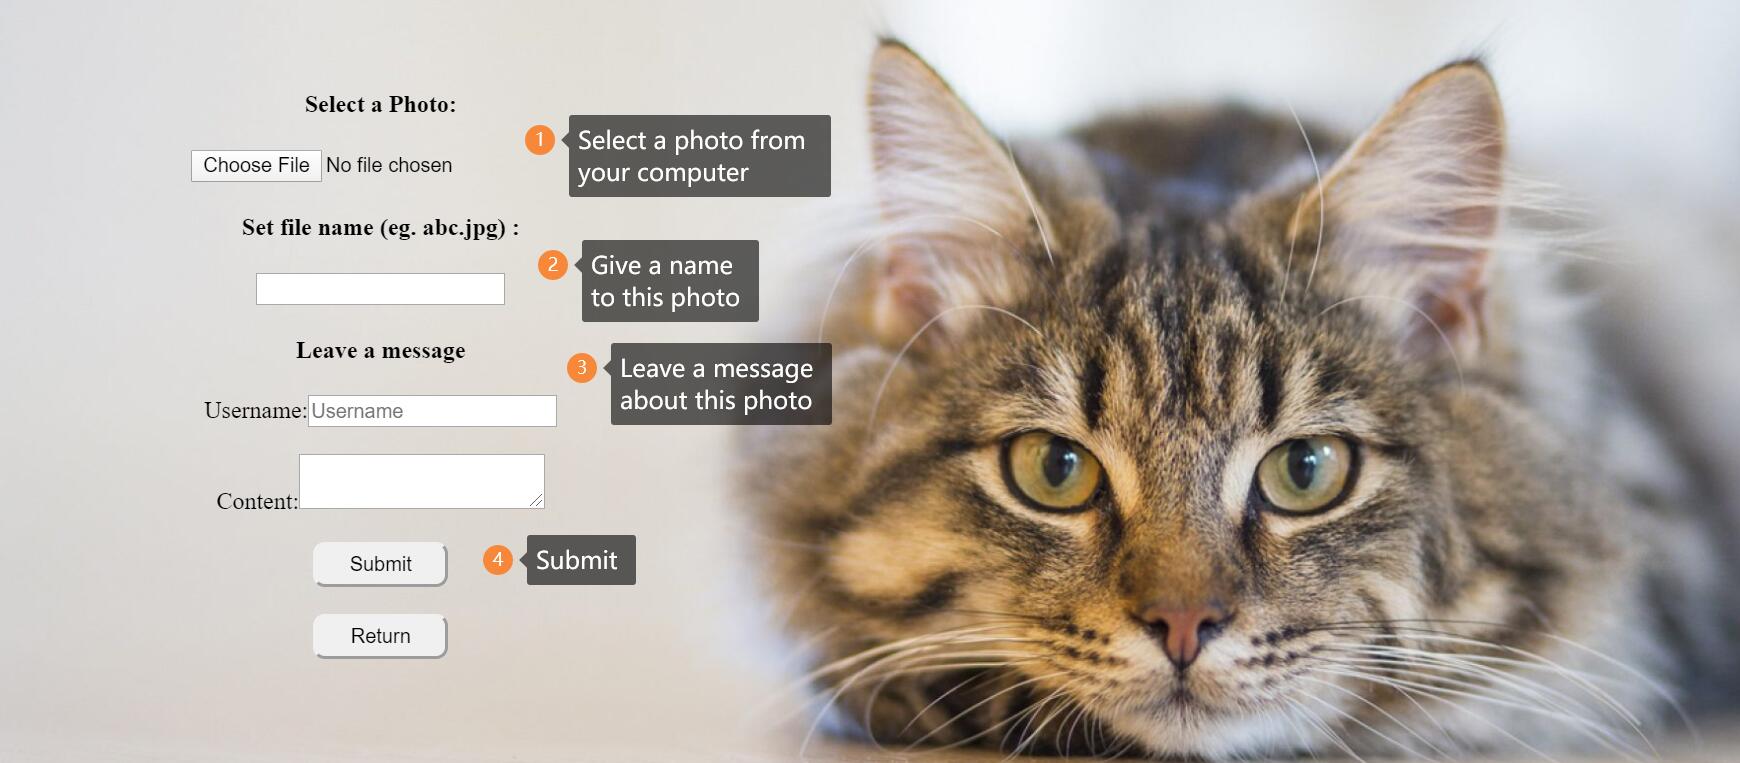 Select a Photo:
1
Select a photo from
your computer
Choose File No file chosen
Set file name (eg. abc.jpg) :
2
Give a name
to this photo
Leave a message
3
Leave a message
about this photo
Username:Username
Content:
Submit
4
Submit
Return